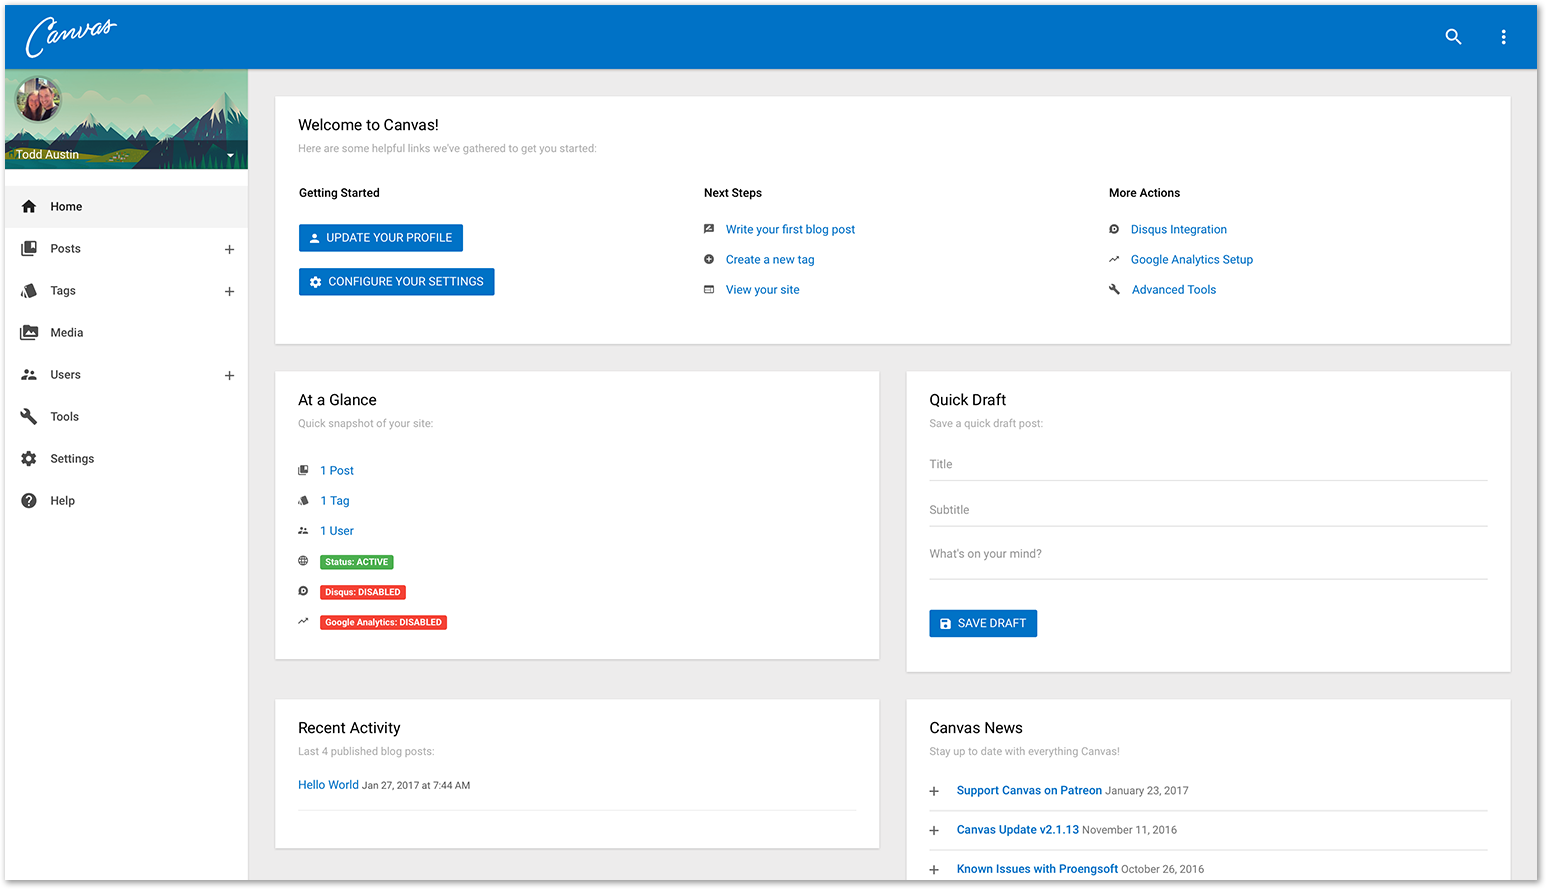 Canvas
Todd Austin
Home
Posts
Tags
Media
Users
Tools
Settings
Help
Welcome to Canvas!
Here are some helpful links we've gathered to get you started:
Getting Started
UPDATE YOUR PROFILE
CONFIGURE YOUR SETTINGS
Next Steps
Write your first blog post
Create a new tag
View your site
More Actions
Disqus Integration
Google Analytics Setup
Advanced Tools
At a Glance
Quick snapshot of your site:
1 Post
1 Tag
1 User
Status: ACTIVE
Disqus: DISABLED
Google Analytics: DISABLED
Quick Draft
Save a quick draft post:
Title
Subtitle
What's on your mind?
SAVE DRAFT
Recent Activity
Last 4 published blog posts:
Hello World Jan 27, 2017 at 7:44 AM
Canvas News
Stay up to date with everything Canvas!
Support Canvas on Patreon January 23, 2017
Canvas Update v2.1.13 November 11, 2016
Known Issues with Proengsoft October 26, 2016